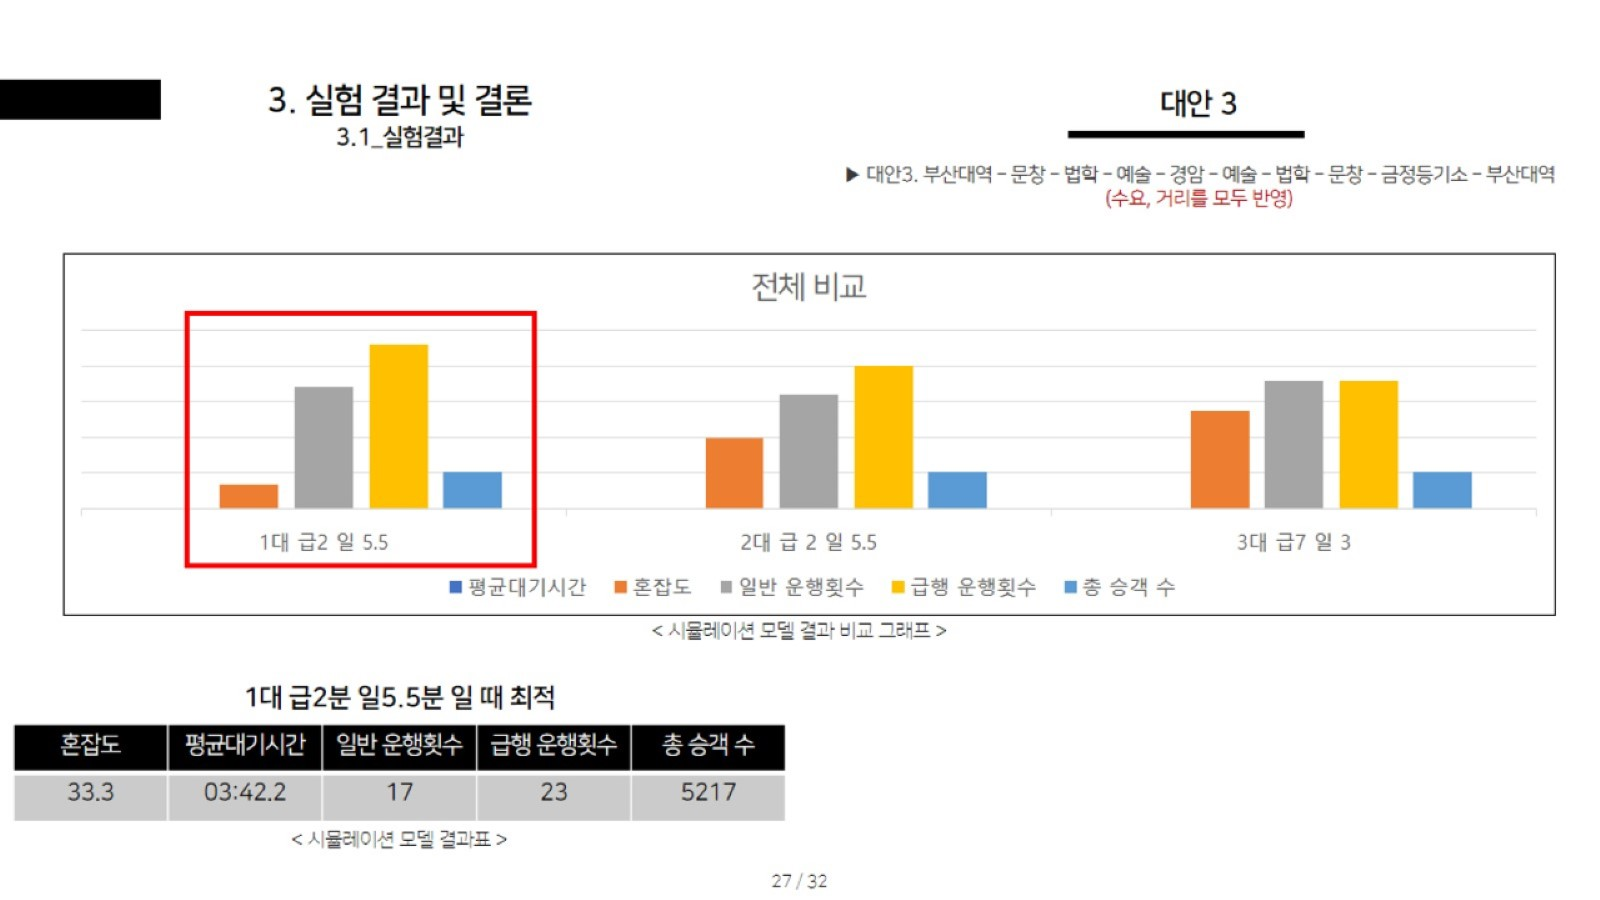 3. 실험 결과 및 결론
3.1_실험결과
대안 3
▶ 대안3. 부산대역 – 문창 – 법학 – 예술 – 경암 – 예술 – 법학 – 문창 – 금정등기소 – 부산대역
(수요, 거리를 모두 반영)
전체 비교
1대 급2 일 5.5
2대 급 2 일 5.5
3대 급7 일 3
평균대기시간 혼잡도 일반 운행횟수 급행 운행횟수 총 승객 수
< 시물레이션 모델 결과 비교 그래프 >
1대 급2분 일5.5분 일 때 최적
혼잡도 평균대기시간 일반 운행횟수 급행 운행횟수 총 승객 수
33.3 03:42.2 17 23 5217
< 시물레이션 모델 결과표 >
27 / 32